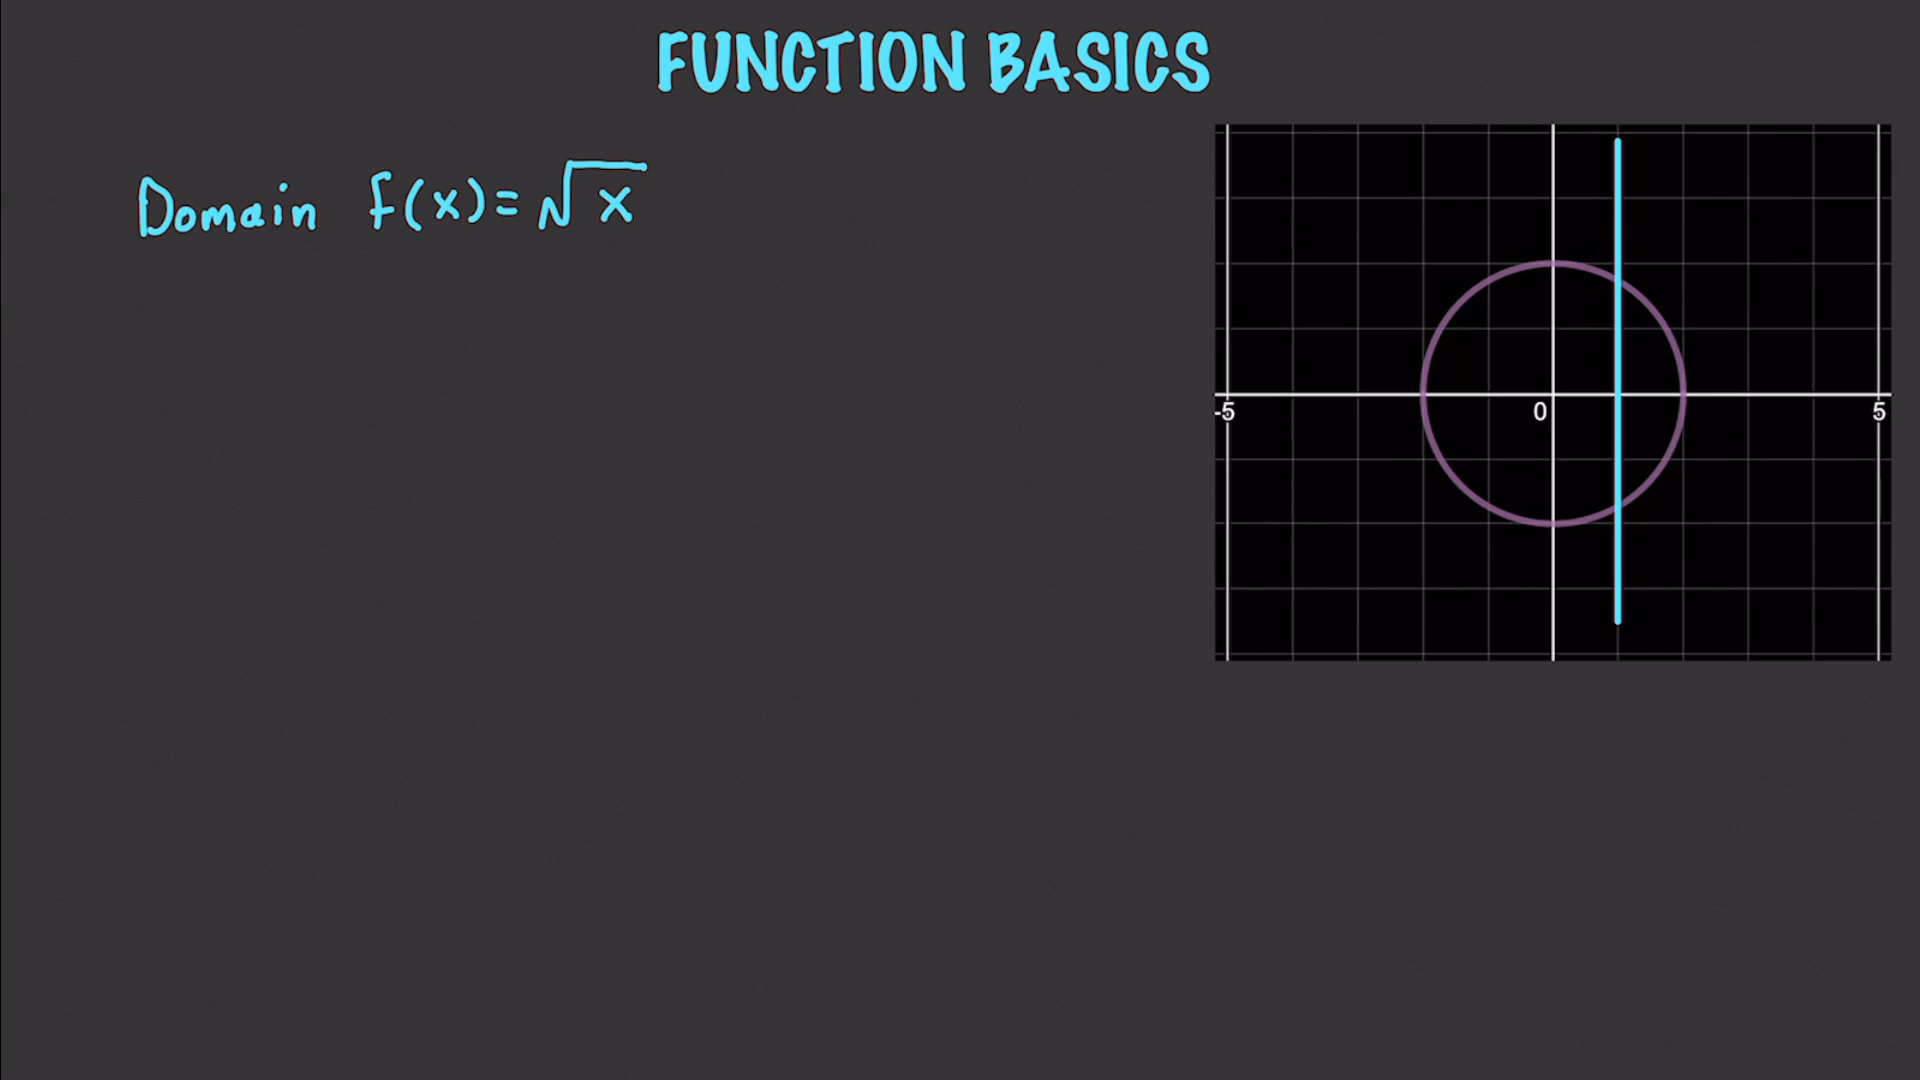 FUNCTION BASICS
Domain f(x)=√x
-5 0 5